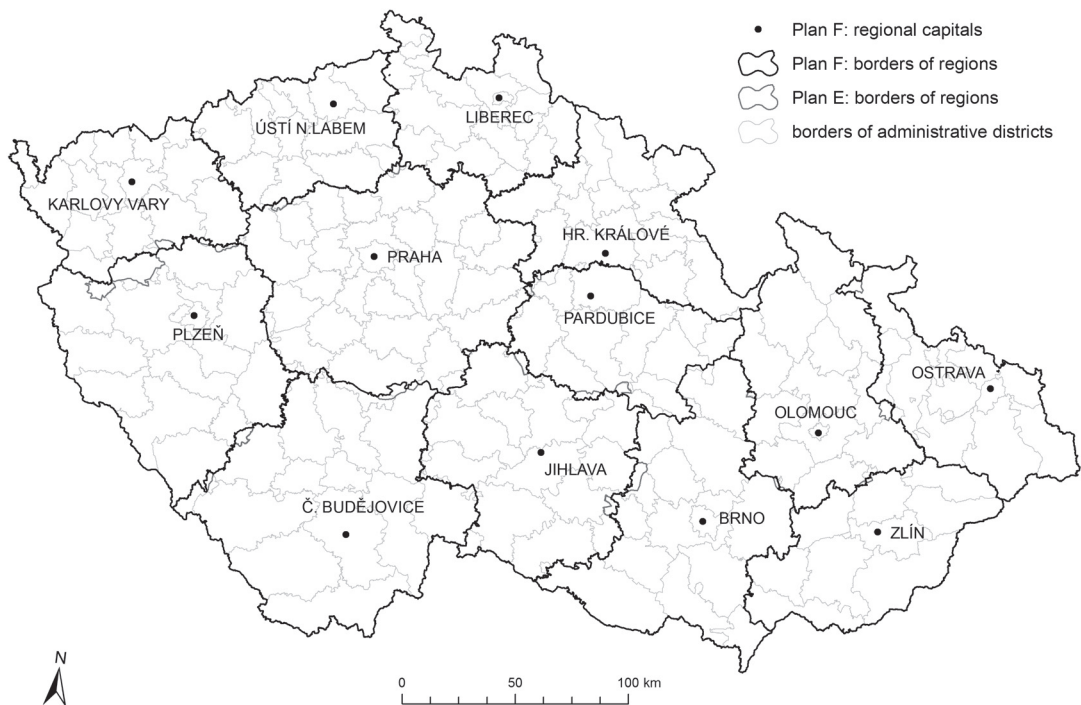 Plan F: regional capitals
Plan F: borders of regions
Plan E: borders of regions
borders of administrative districts
LIBEREC
ÚSTÍ N.LABEM
KARLOVY VARY
HR. KRÁLOVÉ
PRAHA
PARDUBICE
PLZEŇ
OSTRAVA
OLOMOUC
JIHLAVA
Č. BUDĚJOVICE
BRNO
ZLÍN
N
0 50 100 km